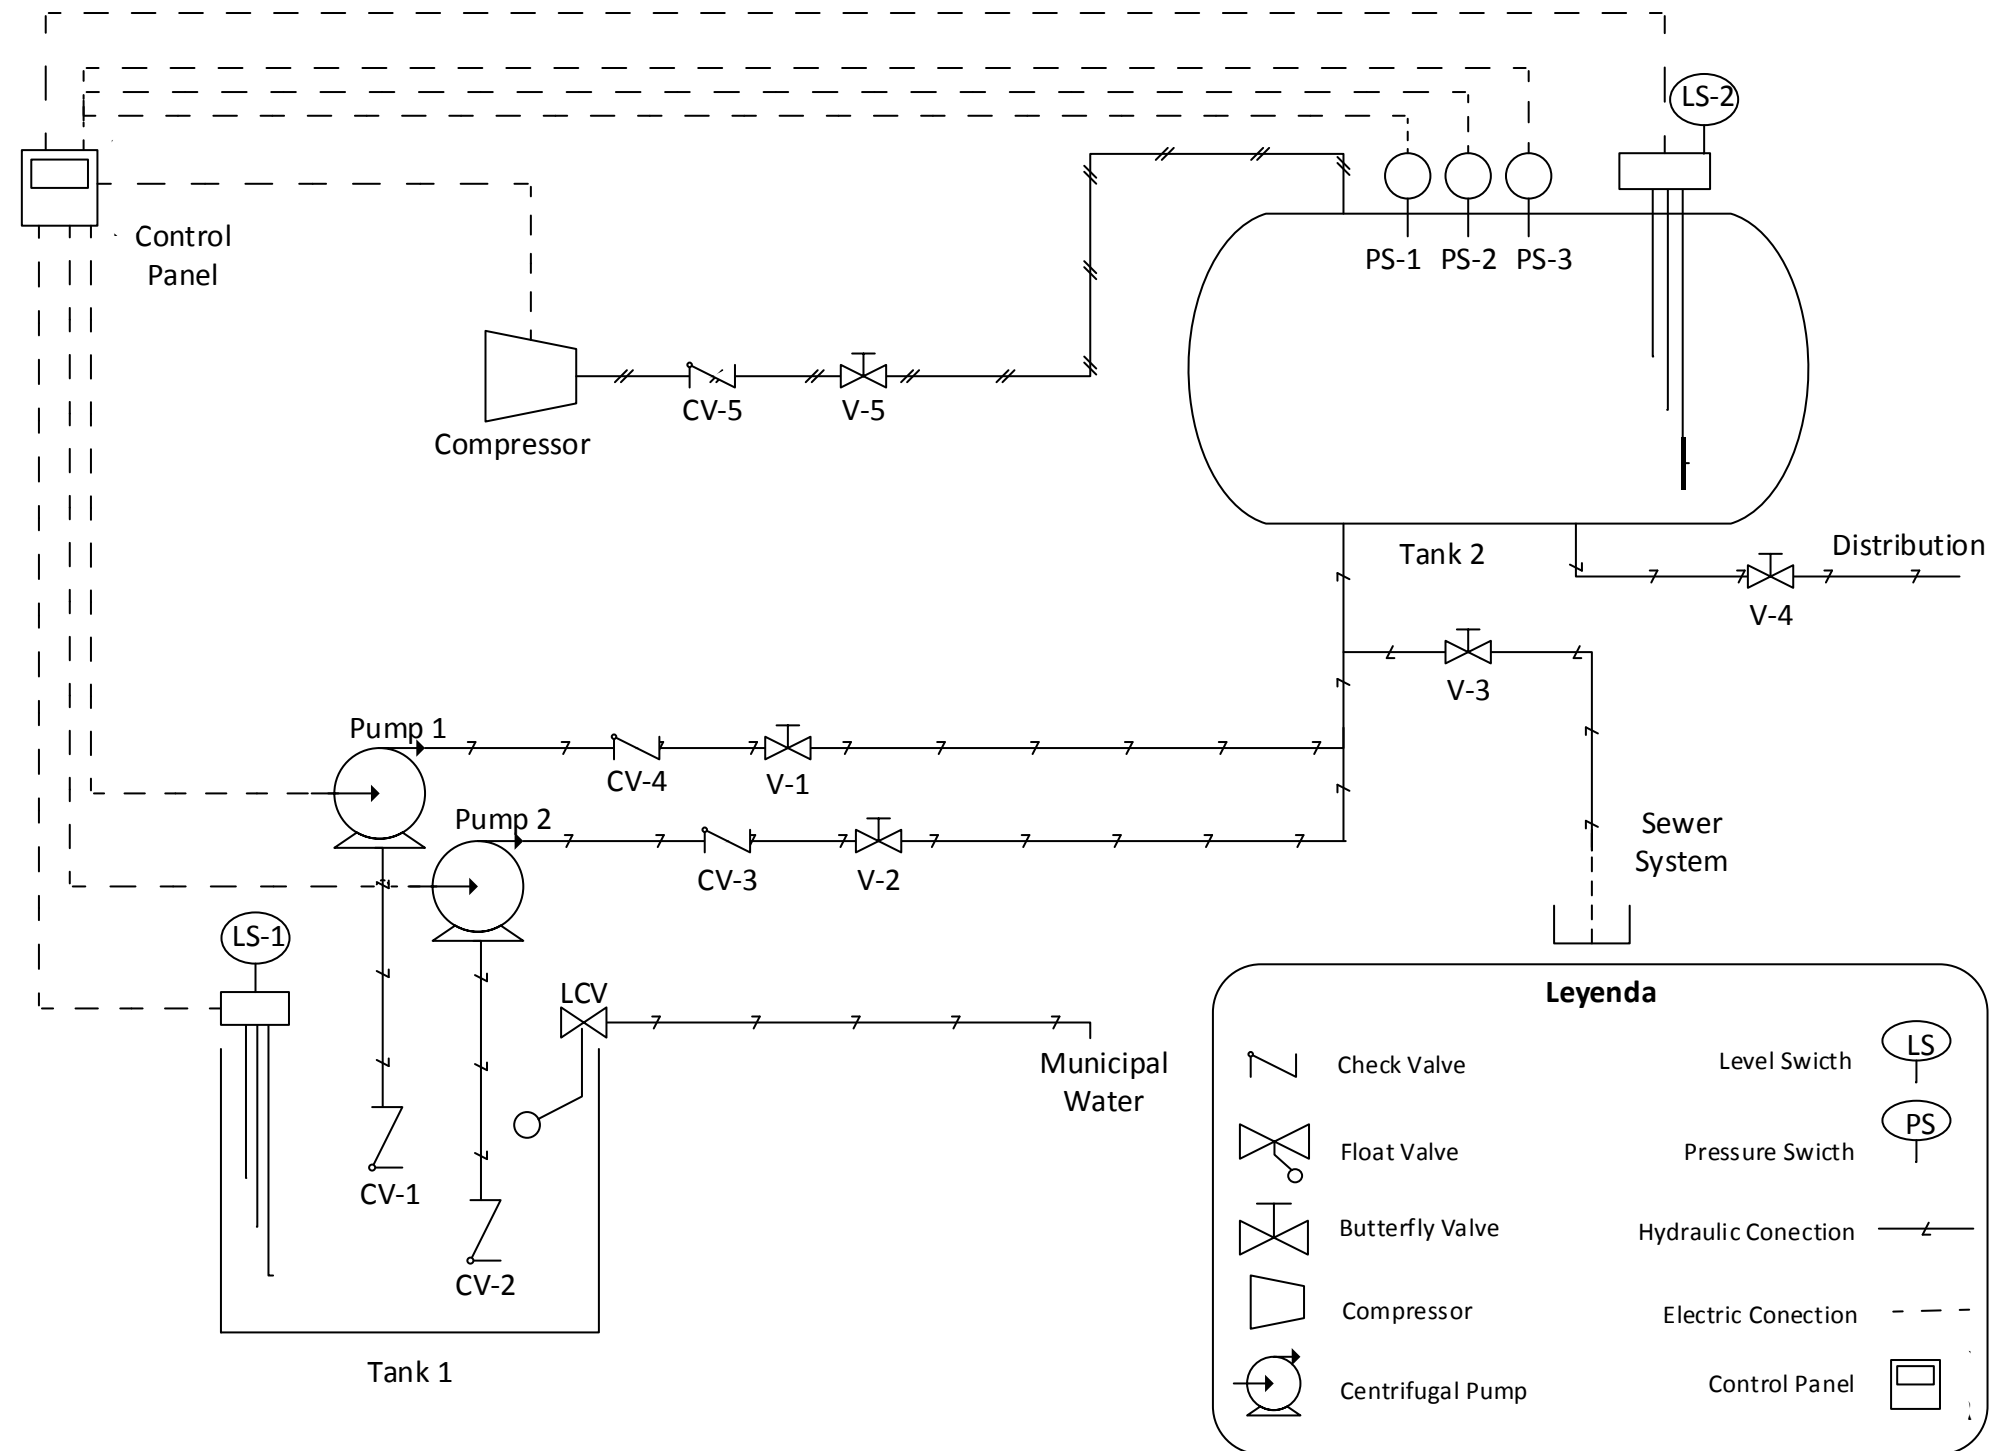 LS-2
Control
Panel
PS-1
PS-2
PS-3
CV-5
V-5
Compressor
Tank 2
Distribution
V-4
V-3
Pump 1
CV-4
V-1
Pump 2
CV-3
V-2
Sewer
System
LS-1
LCV
Municipal
Water
CV-1
CV-2
Tank 1
Leyenda
Check Valve
Level Swicth
LS
Float Valve
Pressure Swicth
PS
Butterfly Valve
Hydraulic Conection
Compressor
Electric Conection
Centrifugal Pump
Control Panel